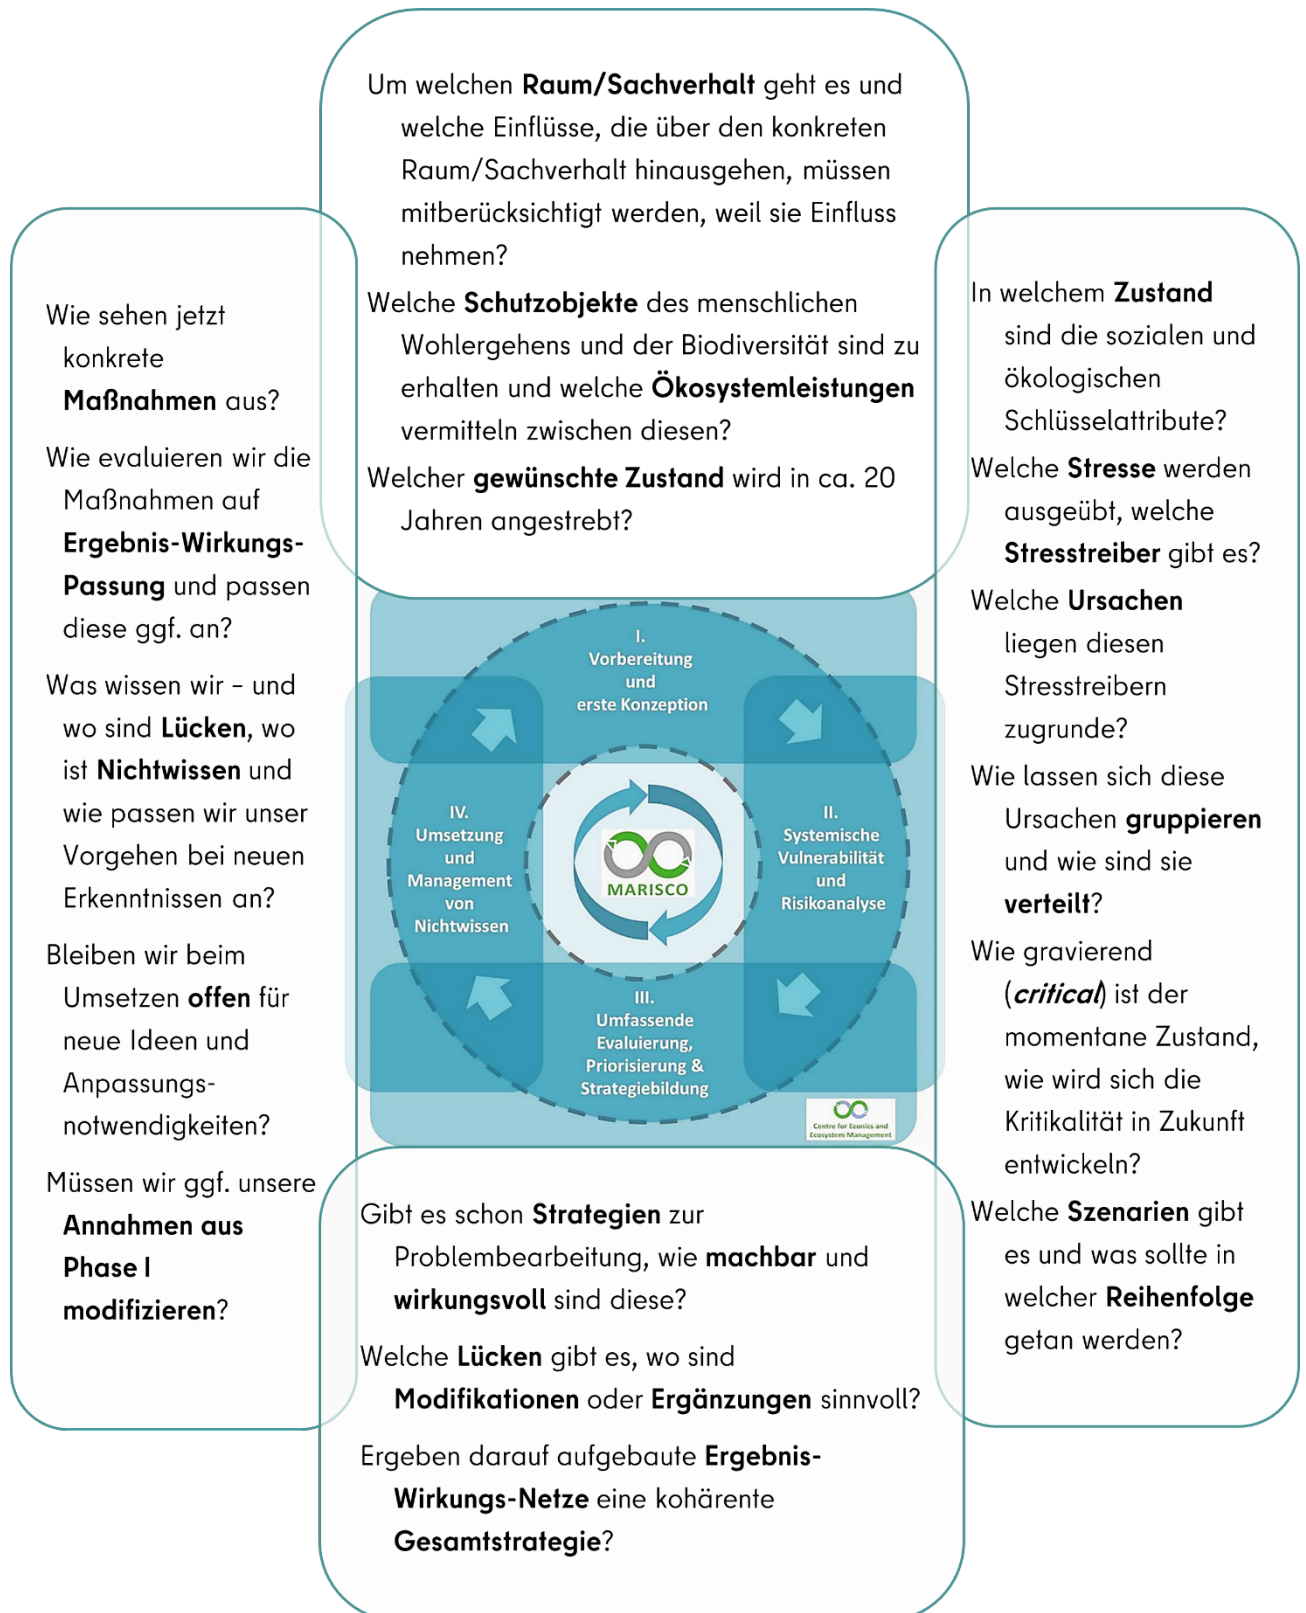 Um welchen Raum/Sachverhalt geht es und
welche Einflüsse, die über den konkreten
Raum/Sachverhalt hinausgehen, müssen
mitberücksichtigt werden, weil sie Einfluss
nehmen?
Welche Schutzobjekte des menschlichen
Wohlergehens und der Biodiversität sind zu
erhalten und welche Ökosystemleistungen
vermitteln zwischen diesen?
Welcher gewünschte Zustand wird in ca. 20
Jahren angestrebt?
In welchem Zustand
sind die sozialen und
ökologischen
Schlüsselattribute?
Welche Stresse werden
ausgeübt, welche
Stresstreiber gibt es?
Welche Ursachen
liegen diesen
Stresstreibern
zugrunde?
Wie lassen sich diese
Ursachen gruppieren
und wie sind sie
verteilt?
Wie gravierend
(critical) ist der
momentane Zustand,
wie wird sich die
Kritikalität in Zukunft
entwickeln?
Welche Szenarien gibt
es und was sollte in
welcher Reihenfolge
getan werden?
Gibt es schon Strategien zur
Problembearbeitung, wie machbar und
wirkungsvoll sind diese?
Welche Lücken gibt es, wo sind
Modifikationen oder Ergänzungen sinnvoll?
Ergeben darauf aufgebaute Ergebnis-
Wirkungs-Netze eine kohärente
Gesamtstrategie?
Wie sehen jetzt
konkrete
Maßnahmen aus?
Wie evaluieren wir die
Maßnahmen auf
Ergebnis-Wirkungs-
Passung und passen
diese ggf. an?
Was wissen wir – und
wo sind Lücken, wo
ist Nichtwissen und
wie passen wir unser
Vorgehen bei neuen
Erkenntnissen an?
Bleiben wir beim
Umsetzen offen für
neue Ideen und
Anpassungs-
notwendigkeiten?
Müssen wir ggf. unsere
Annahmen aus
Phase I
modifizieren?
I.
Vorbereitung
und
erste Konzeption
II.
Systemische
Vulnerabilität
und
Risikoanalyse
III.
Umfassende
Evaluierung,
Priorisierung &
Strategiebildung
IV.
Umsetzung
und
Management
von
Nichtwissen
MARISCO
Centre for Econics and
Ecosystem Management